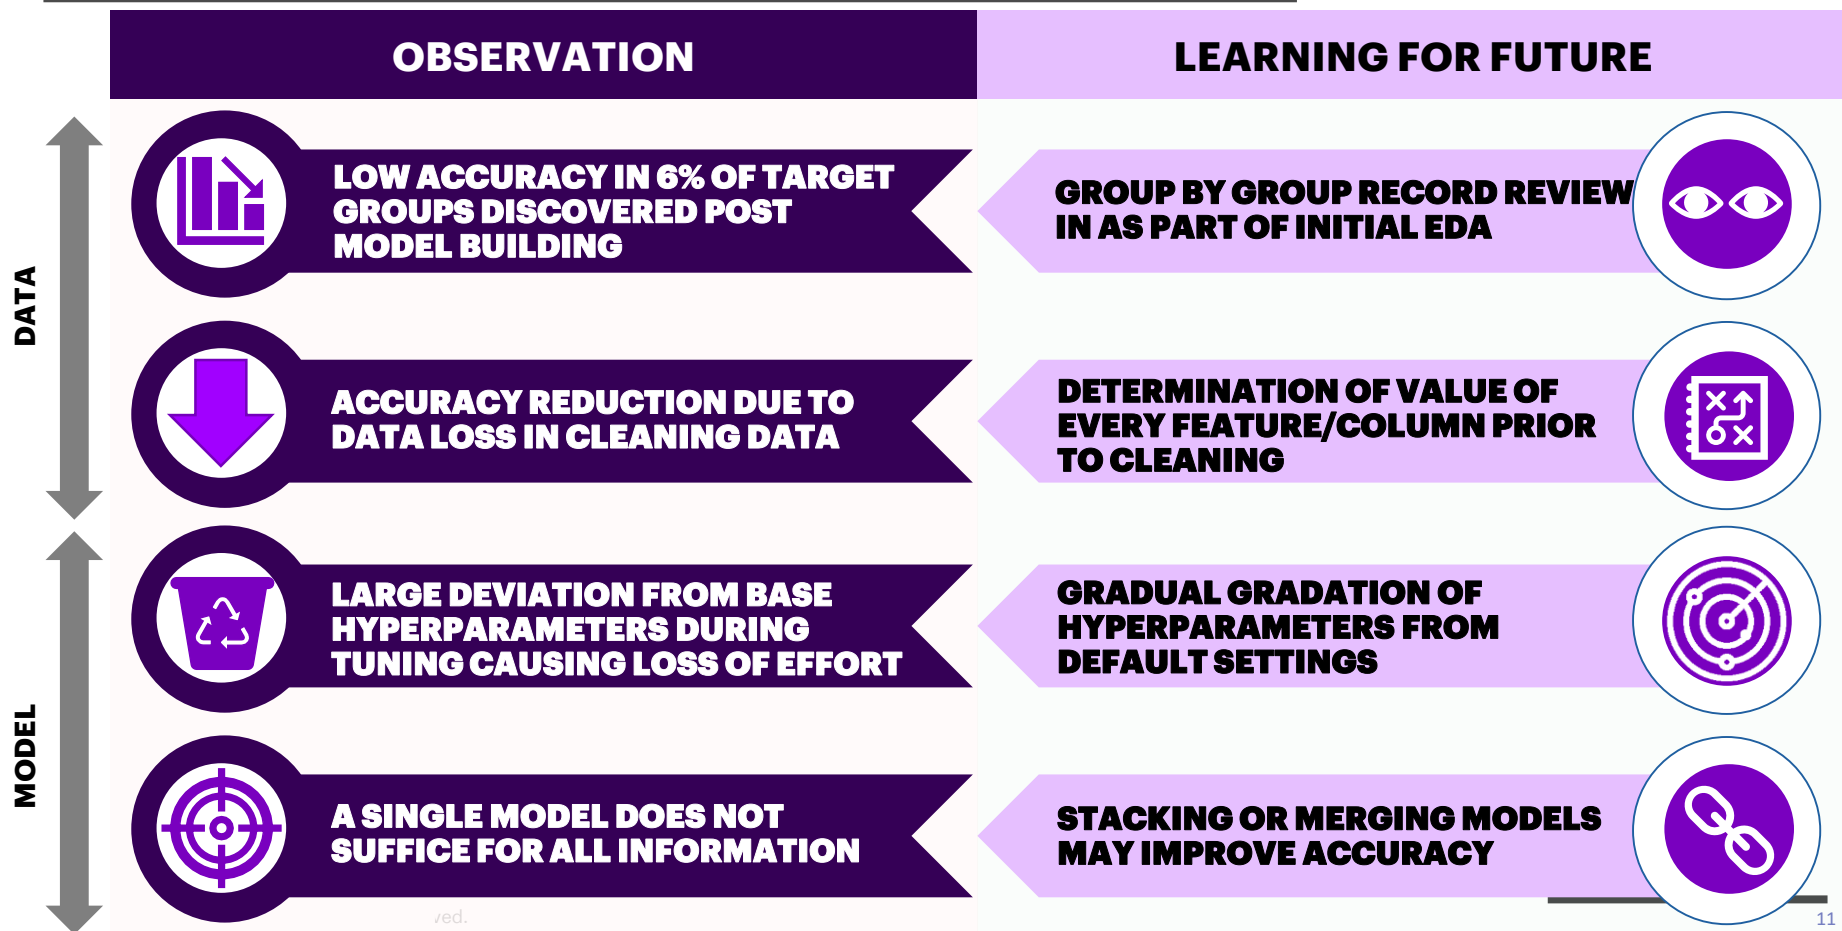 OBSERVATION
LEARNING FOR FUTURE
DATA
LOW ACCURACY IN 6% OF TARGET
GROUPS DISCOVERED POST
MODEL BUILDING
GROUP BY GROUP RECORD REVIEW
IN AS PART OF INITIAL EDA
ACCURACY REDUCTION DUE TO
DATA LOSS IN CLEANING DATA
DETERMINATION OF VALUE OF
EVERY FEATURE/COLUMN PRIOR
TO CLEANING
MODEL
LARGE DEVIATION FROM BASE
HYPERPARAMETERS DURING
TUNING CAUSING LOSS OF EFFORT
GRADUAL GRADATION OF
HYPERPARAMETERS FROM
DEFAULT SETTINGS
A SINGLE MODEL DOES NOT
SUFFICE FOR ALL INFORMATION
STACKING OR MERGING MODELS
MAY IMPROVE ACCURACY
11